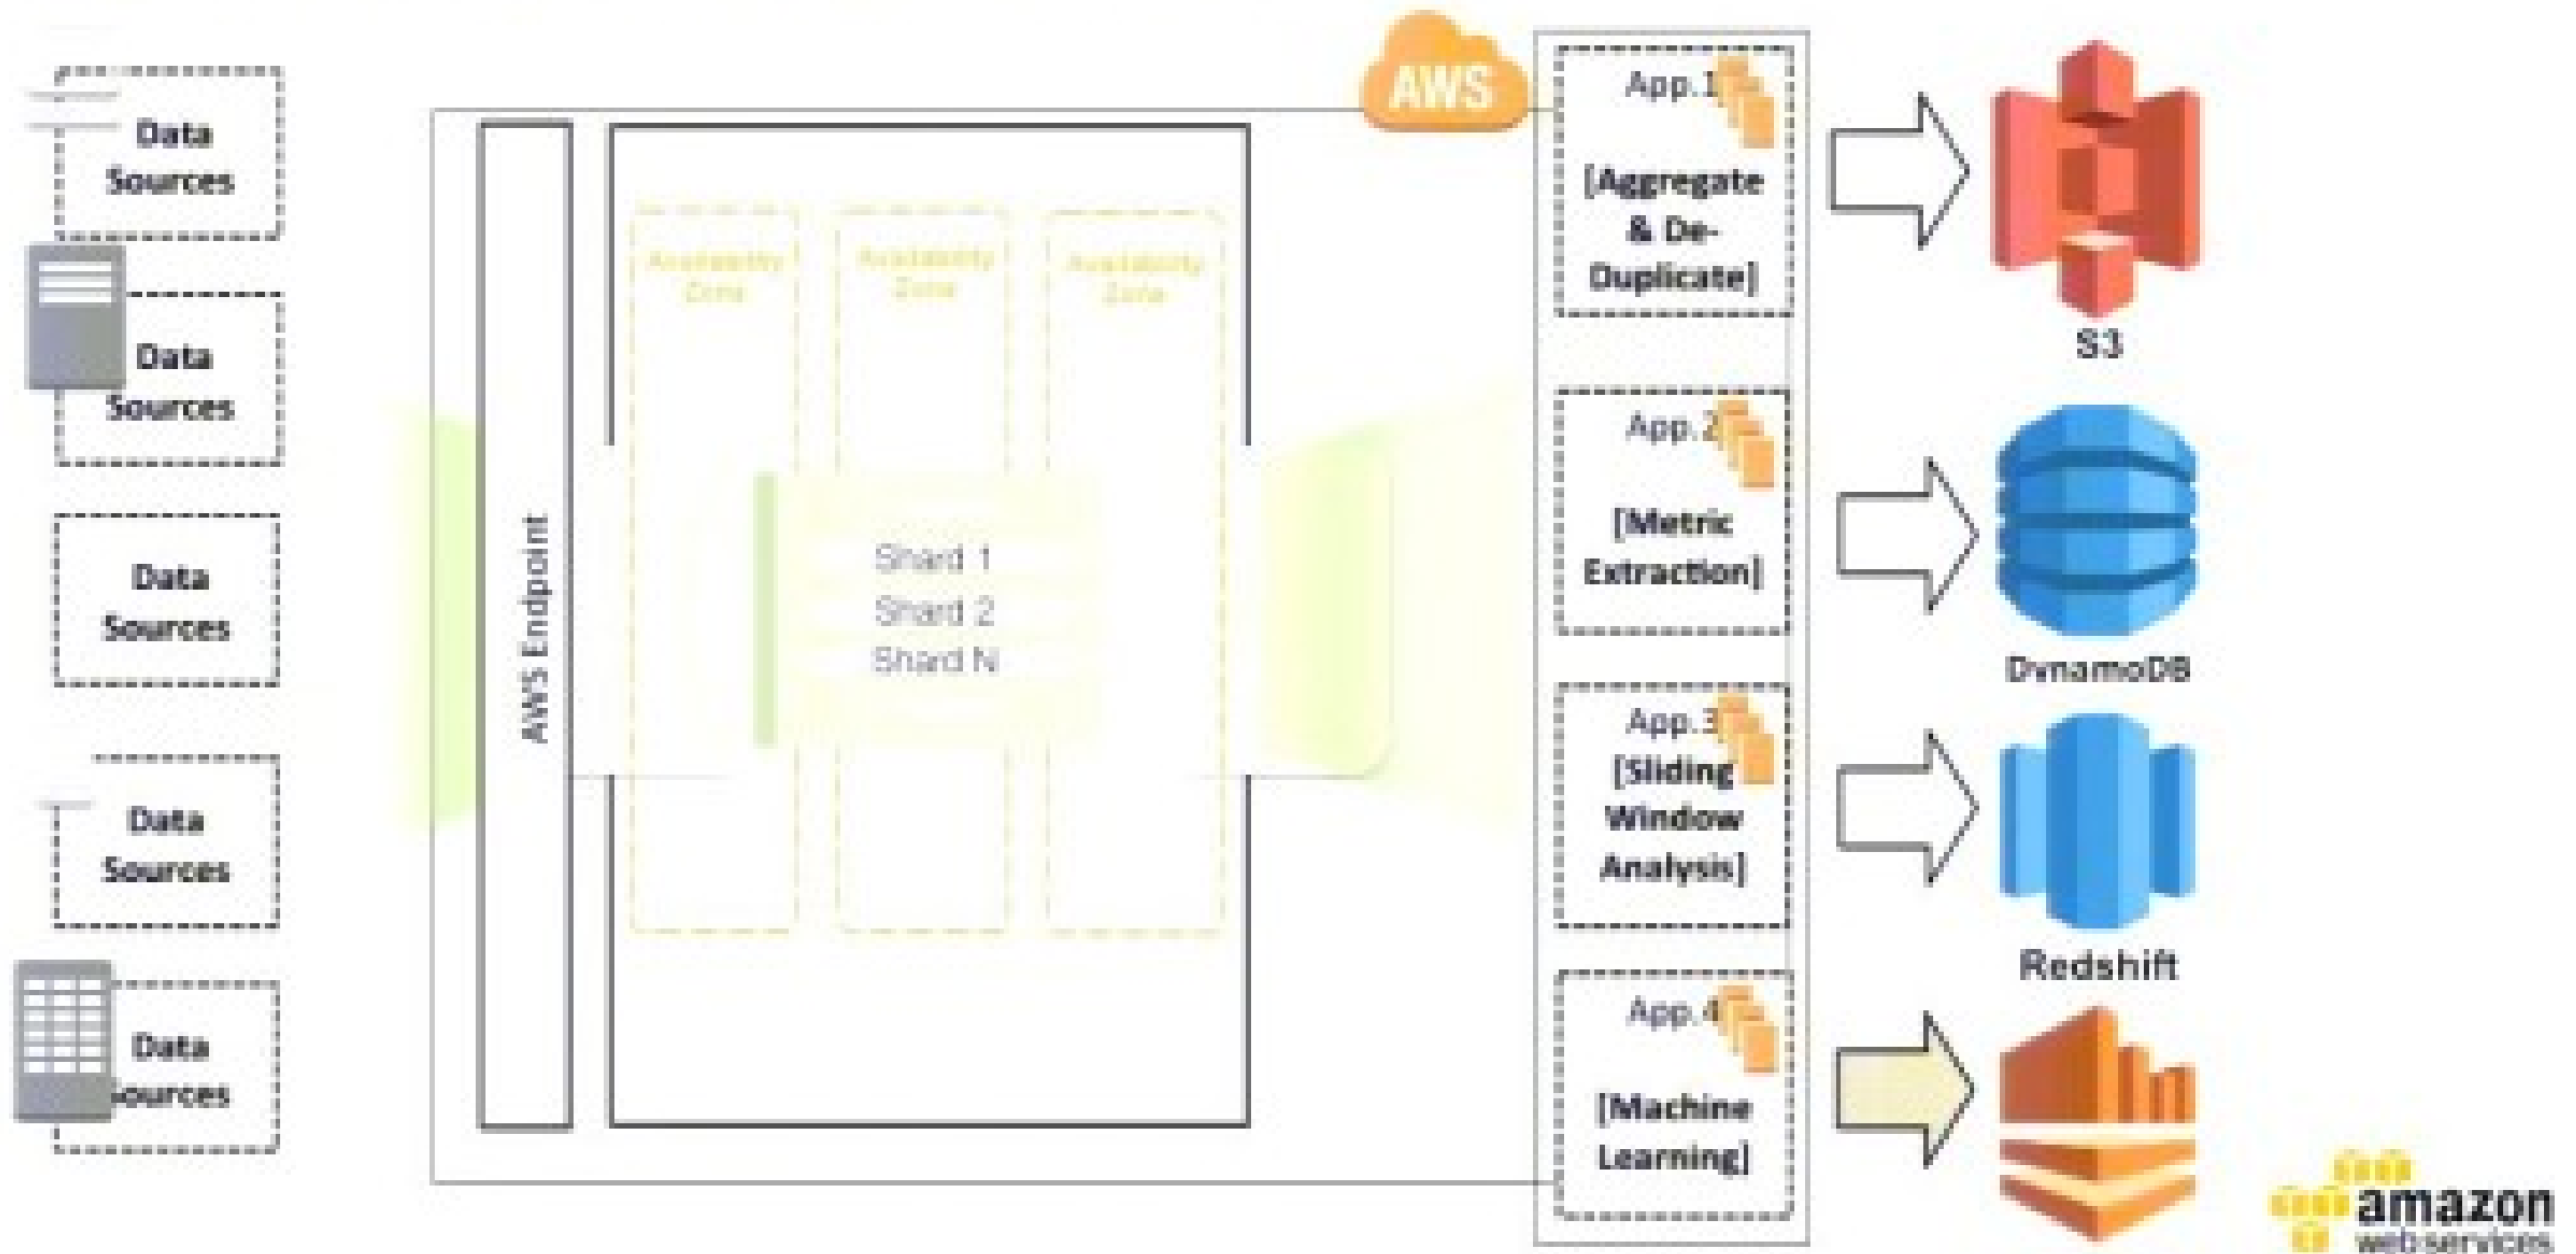 Data
Sources
Data
Sources
Data
Sources
Data
Sources
Data
Sources
AWS Endpoint
Availability
Zone
Availability
Zone
Availability
Zone
Shard 1
Shard 2
Shard N
AWS
App.1
[Aggregate
& De-
Duplicate]
App.2
[Metric
Extraction]
App.3
[Sliding
Window
Analysis]
App.4
[Machine
Learning]
S3
DynamoDB
Redshift
amazon
webservices